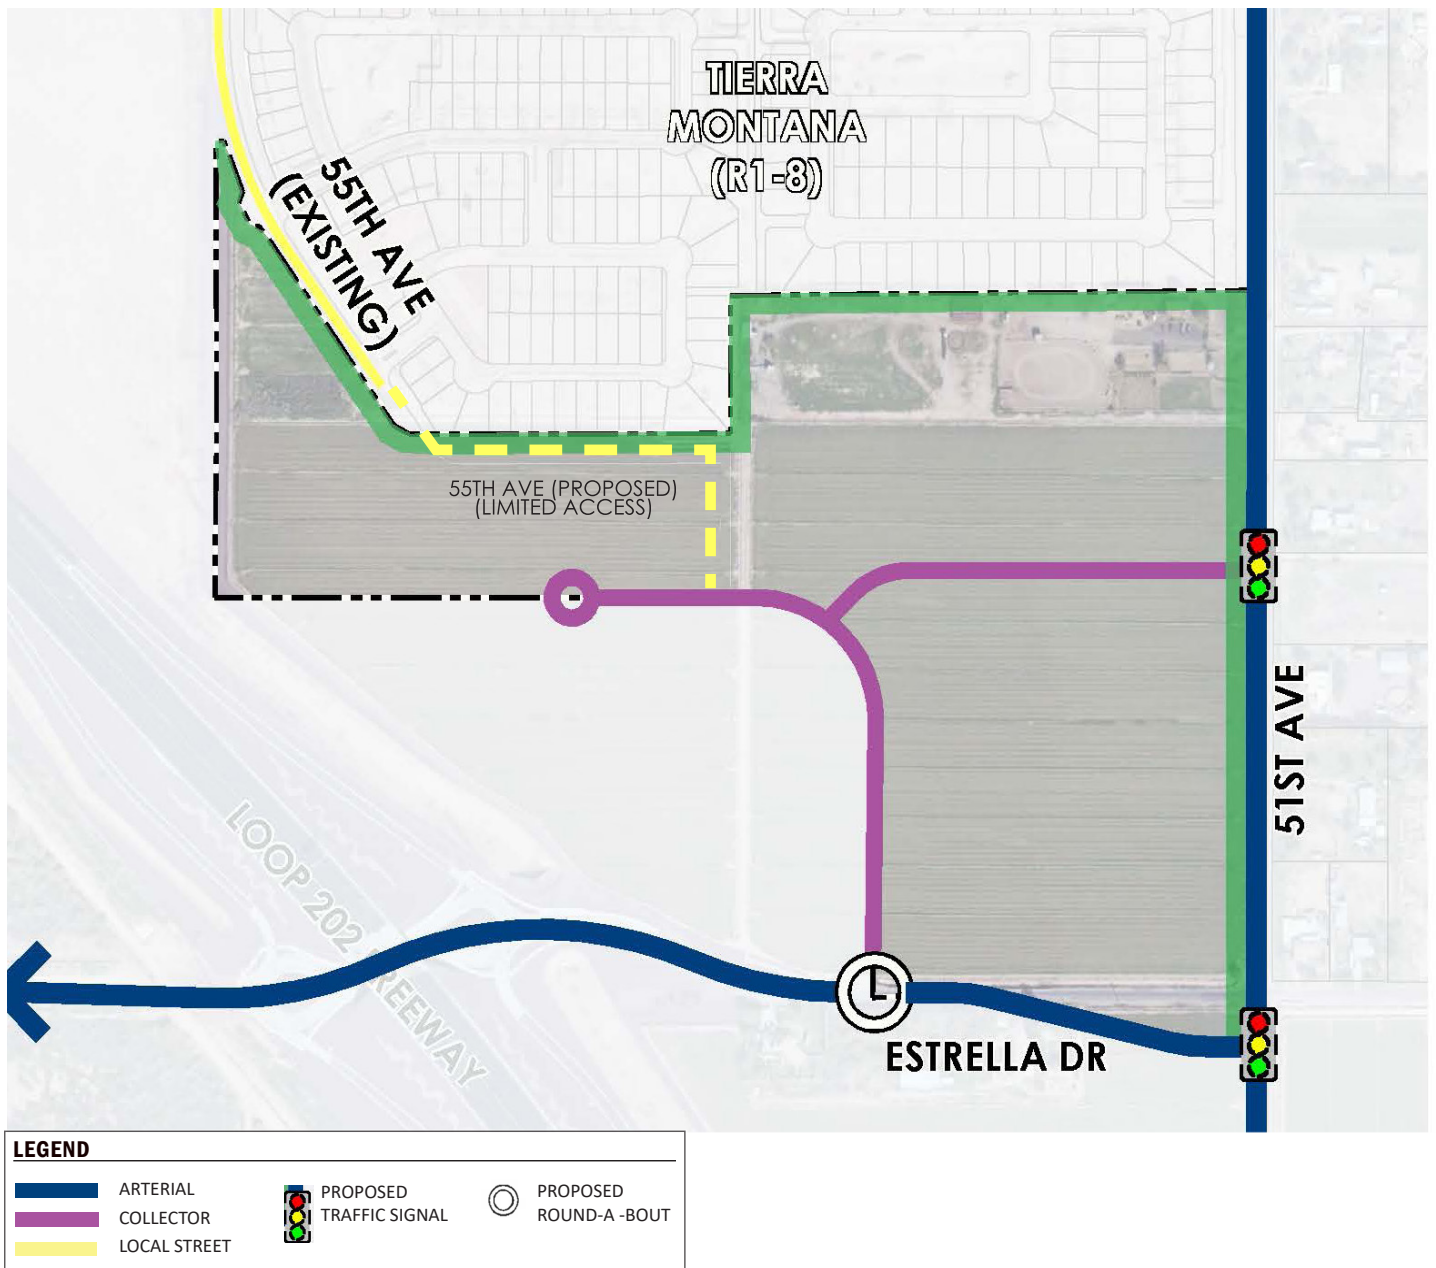 TIERRA
MONTANA
(R1-8)
55TH AVE
(EXISTING)
55TH AVE (PROPOSED)
(LIMITED ACCESS)
51ST AVE
LOOP 202 FREEWAY
ESTRELLA DR
LEGEND
ARTERIAL
COLLECTOR
LOCAL STREET
PROPOSED
TRAFFIC SIGNAL
PROPOSED
ROUND-A -BOUT